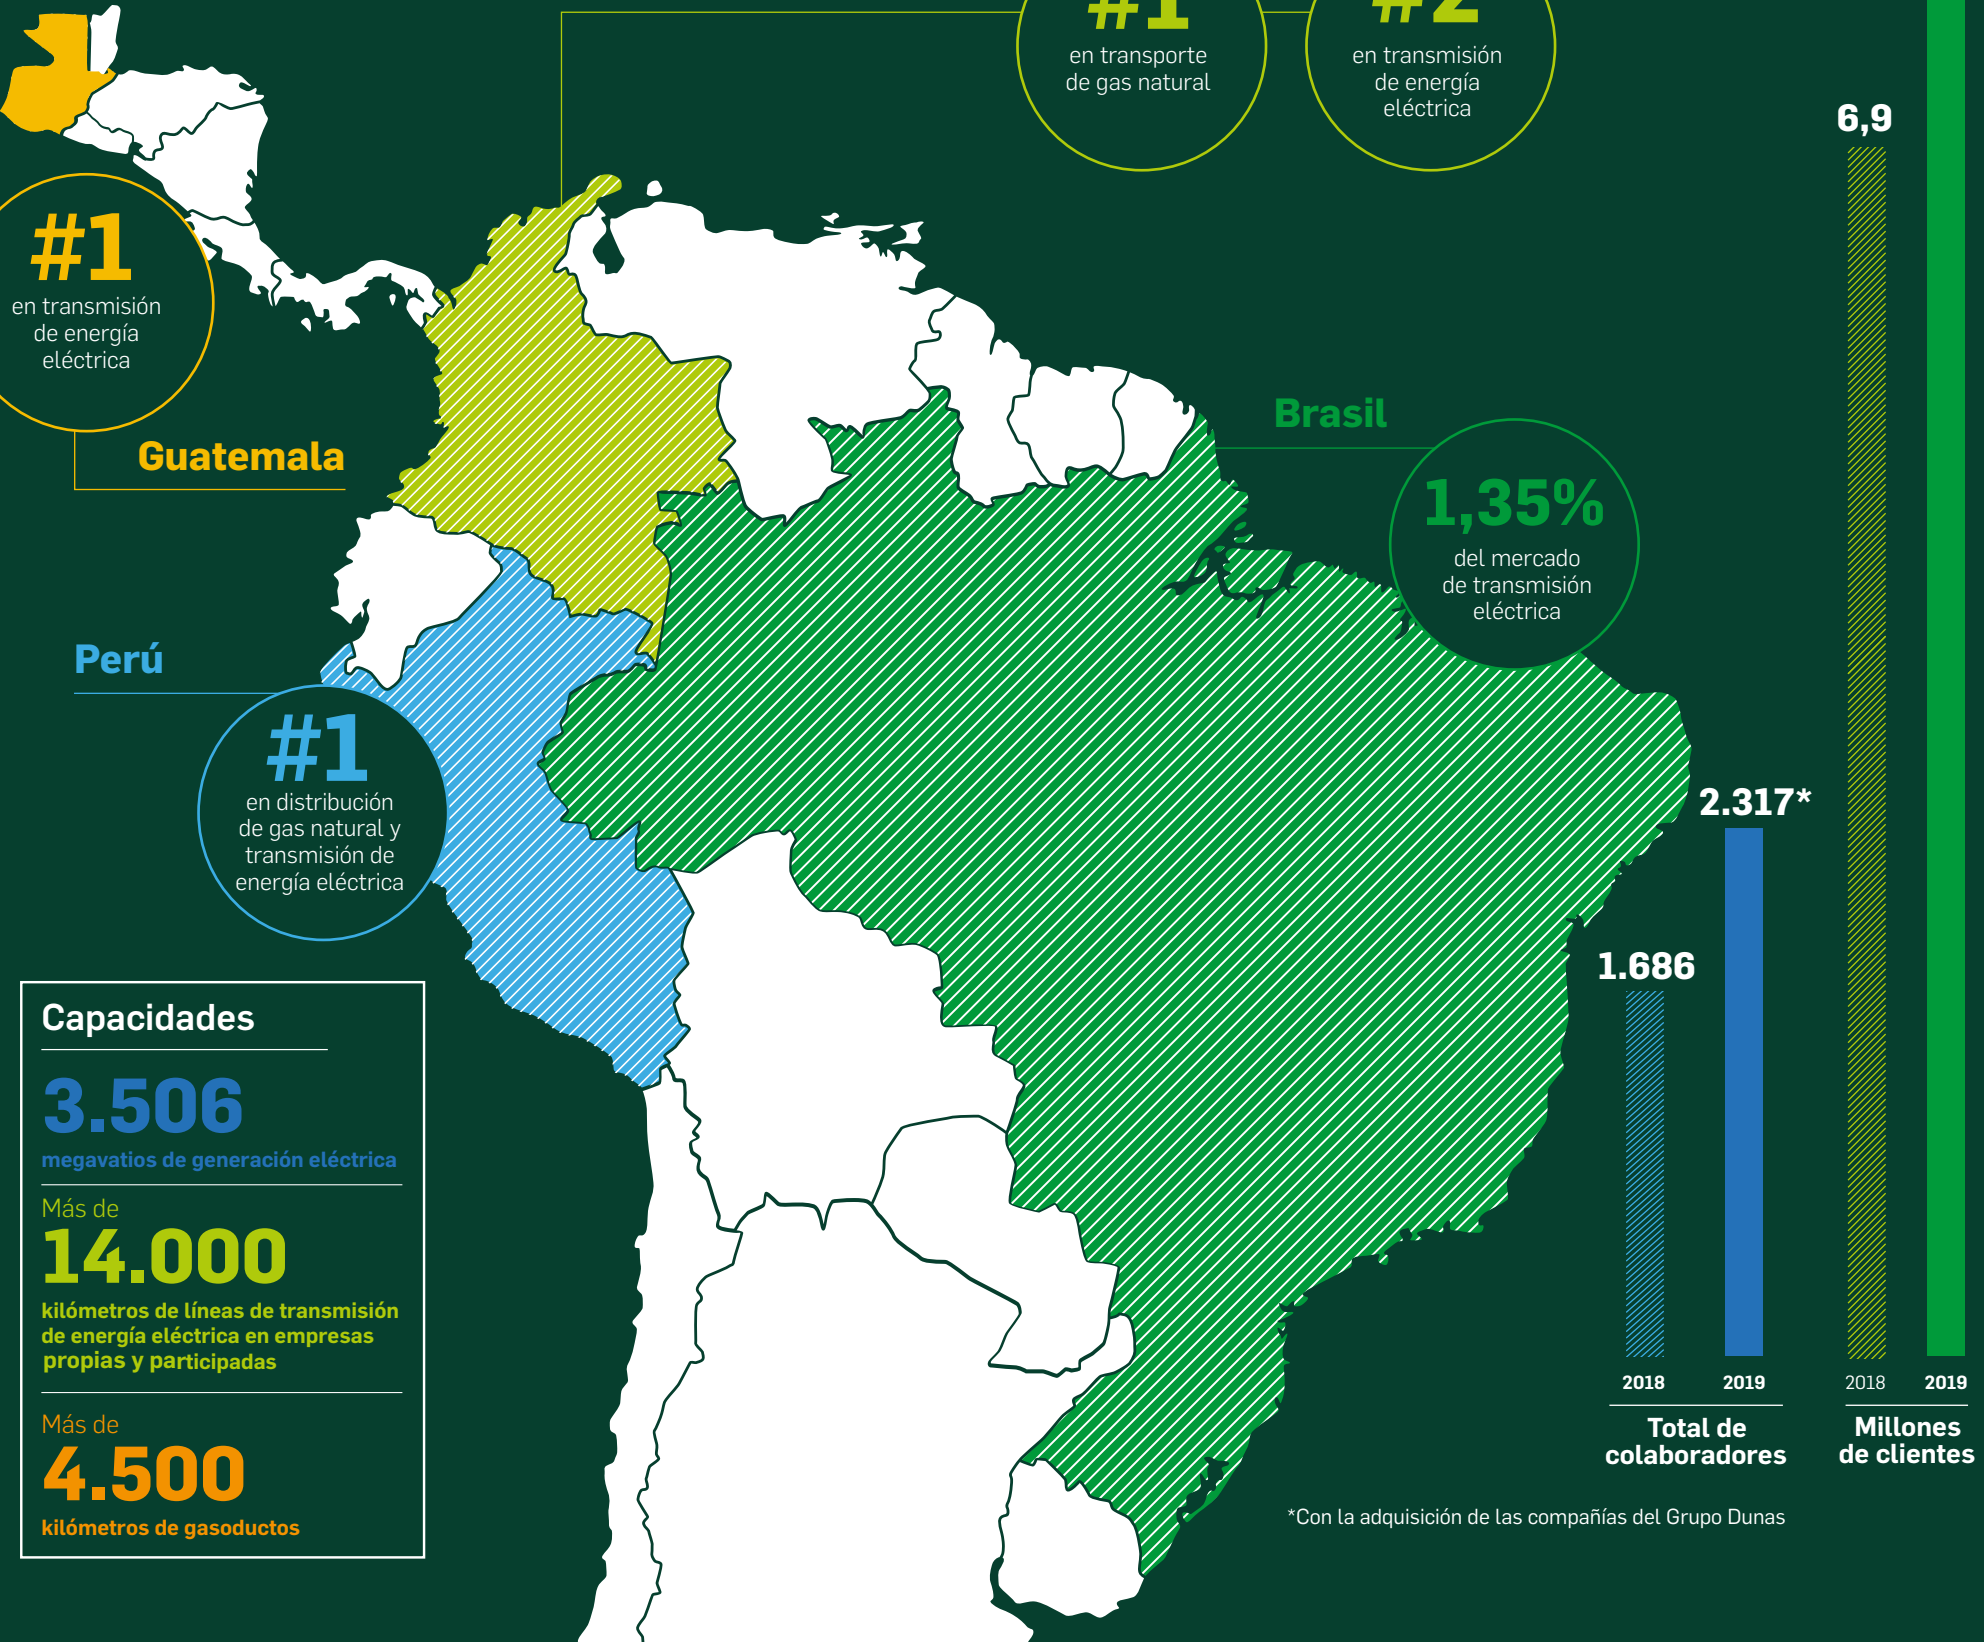 #1
en transporte
de gas natural
#2
en transmisión
de energía
eléctrica
6,9
#1
en transmisión
de energía
eléctrica
Guatemala
Brasil
1,35%
del mercado
de transmisión
eléctrica
Perú
#1
en distribución
de gas natural y
transmisión de
energía eléctrica
2.317*
1.686
Capacidades
3.506
megavatios de generación eléctrica
Más de
14.000
kilómetros de líneas de transmisión
de energía eléctrica en empresas
propias y participadas
Más de
4.500
kilómetros de gasoductos
2018
2019
Total de
colaboradores
2018
2019
Millones
de clientes
*Con la adquisición de las compañías del Grupo Dunas